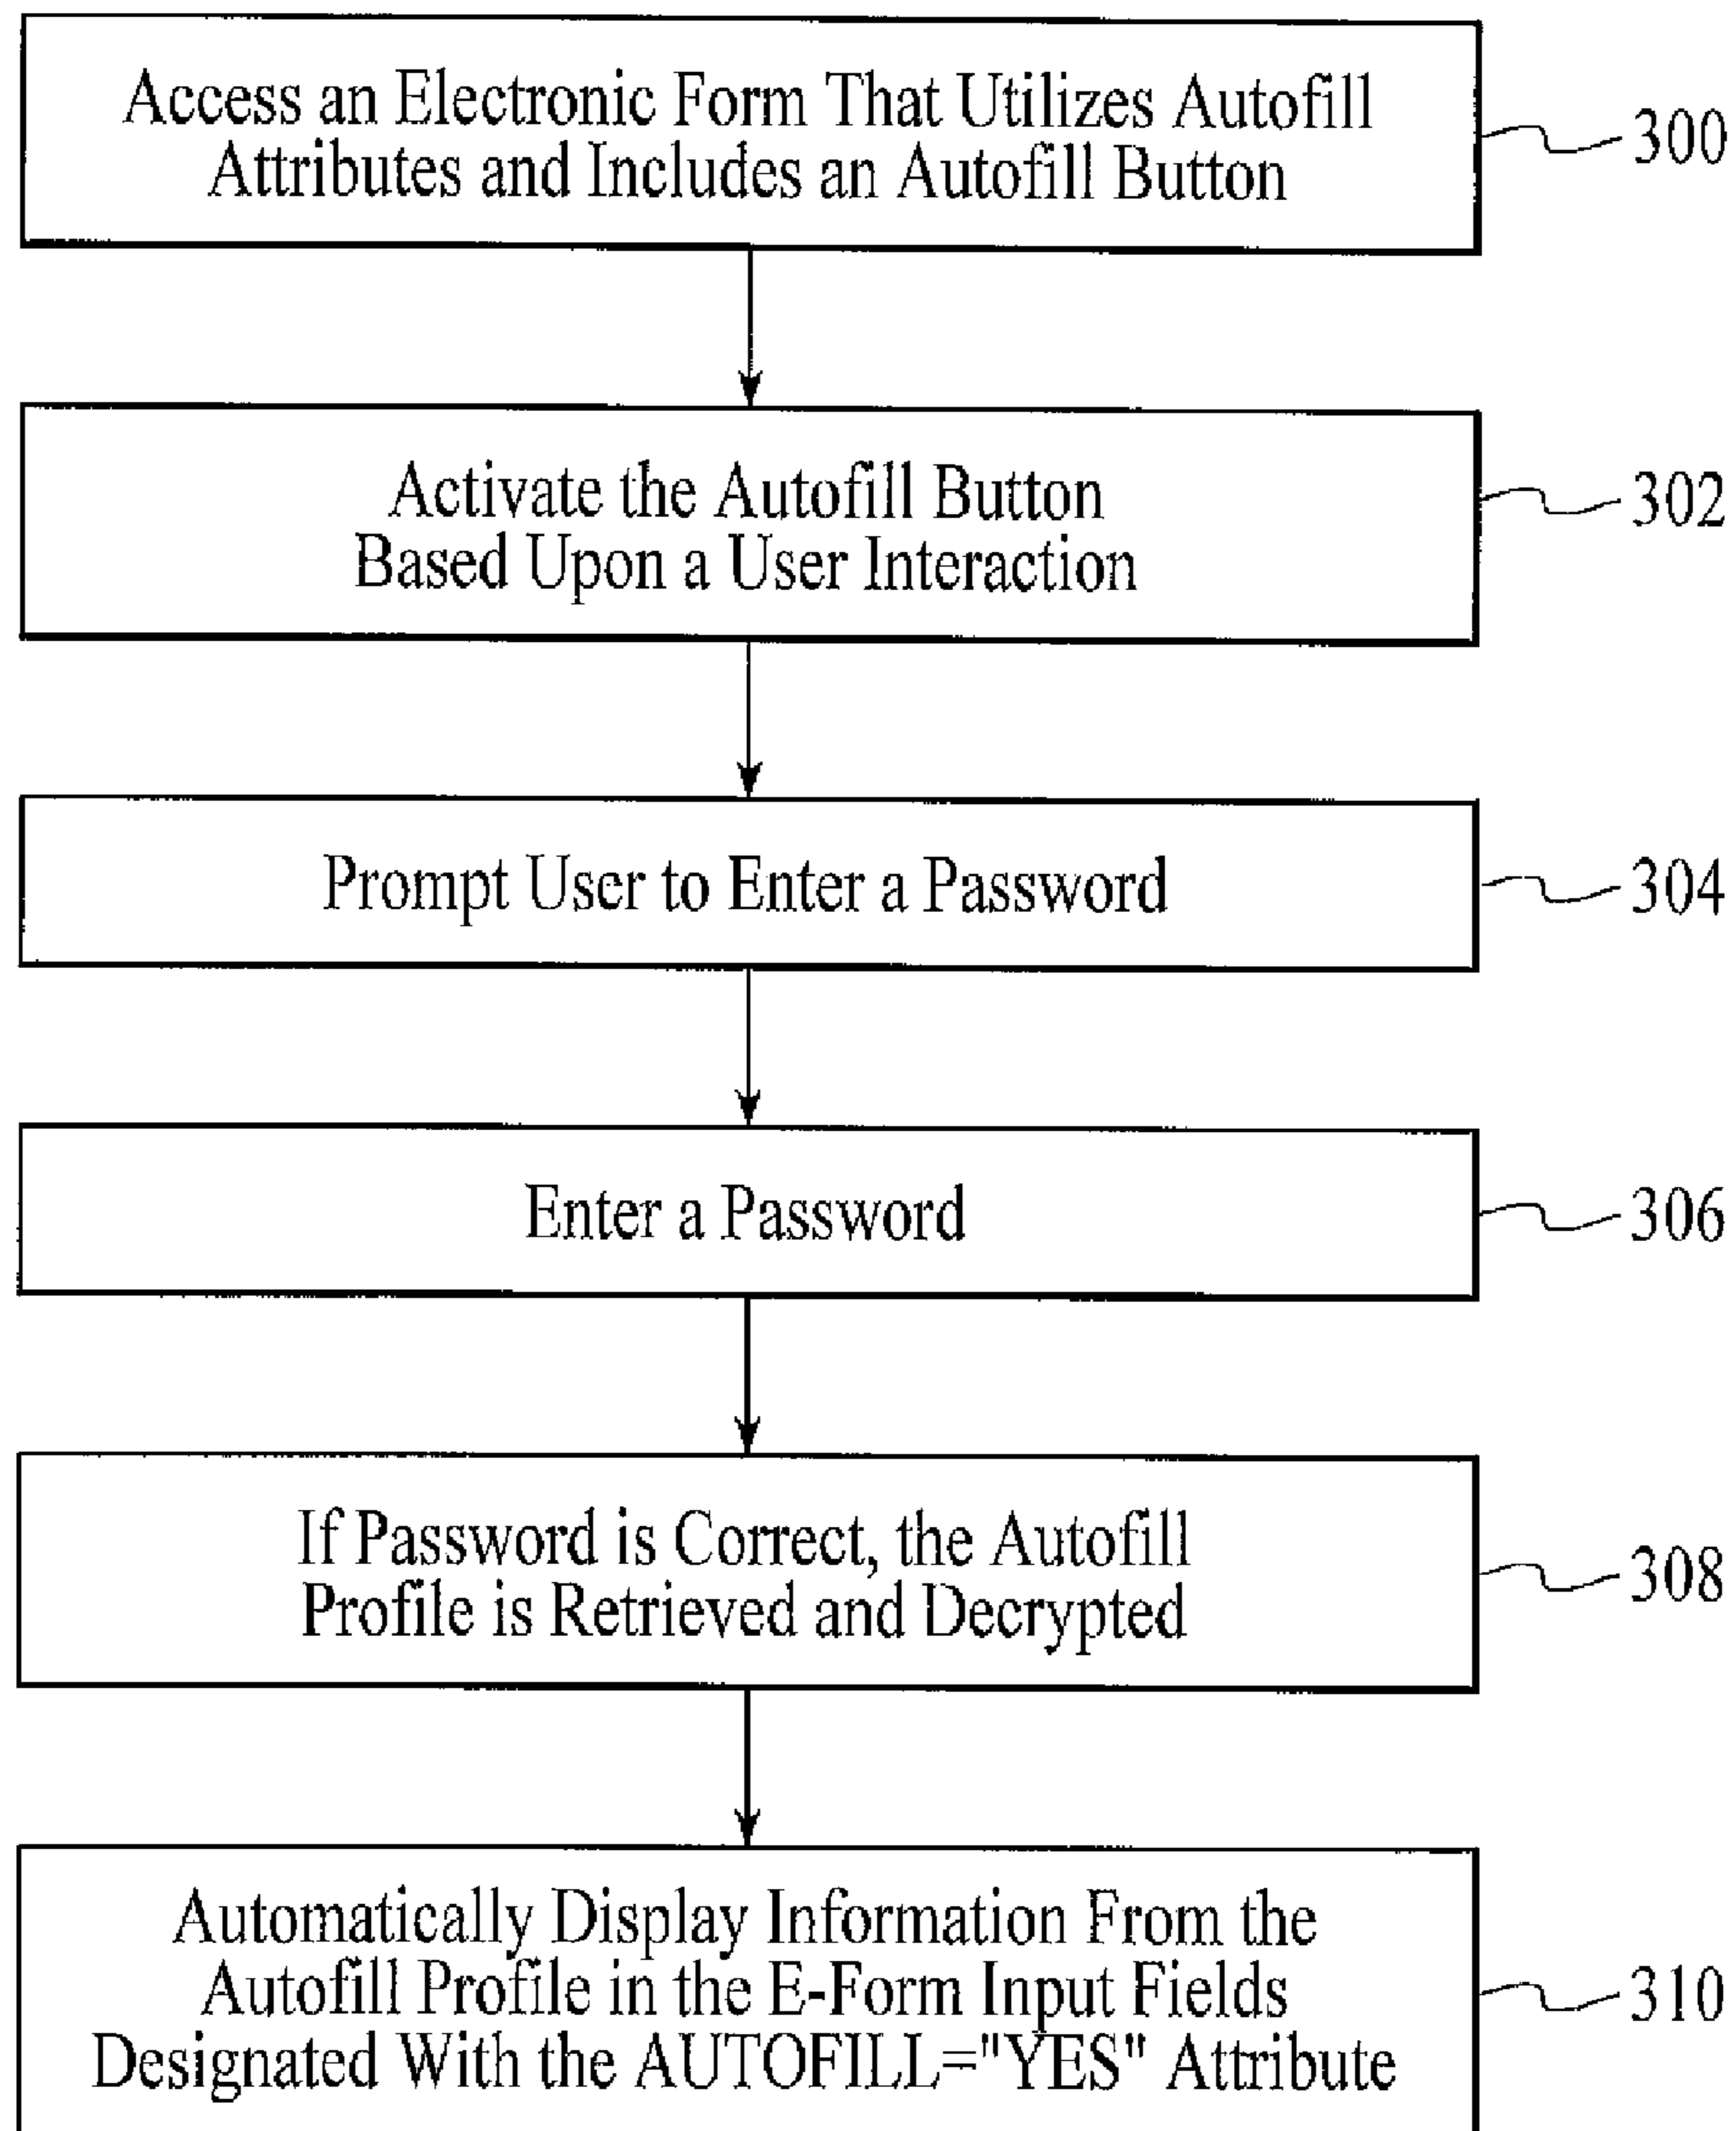 Access an Electronic Form That Utilizes Autofill
Attributes and Includes an Autofill Button
300
Activate the Autofill Button
Based Upon a User Interaction
302
Prompt User to Enter a Password
304
Enter a Password
306
If Password is Correct, the Autofill
Profile is Retrieved and Decrypted
308
Automatically Display Information From the
Autofill Profile in the E-Form Input Fields
Designated With the AUTOFILL="YES" Attribute
310